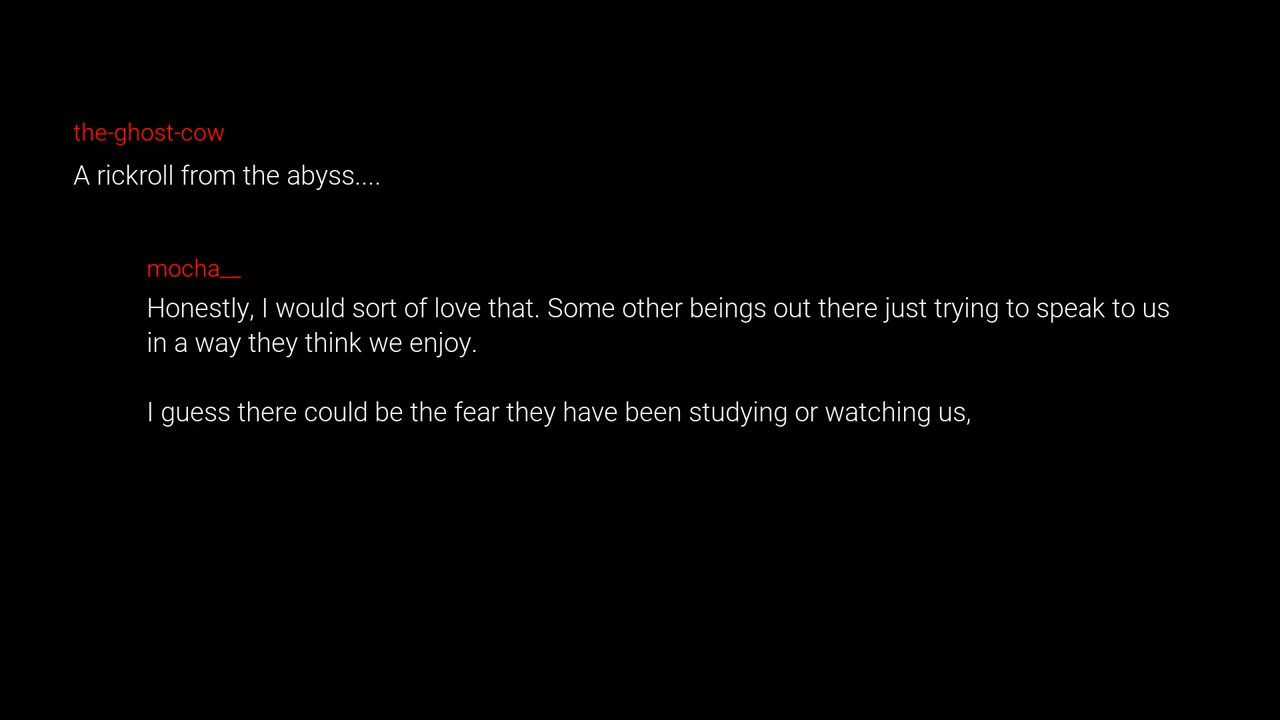 the-ghost-cow
A rickroll from the abyss....
mocha__
Honestly, I would sort of love that. Some other beings out there just trying to speak to us
in a way they think we enjoy.
I guess there could be the fear they have been studying or watching us,